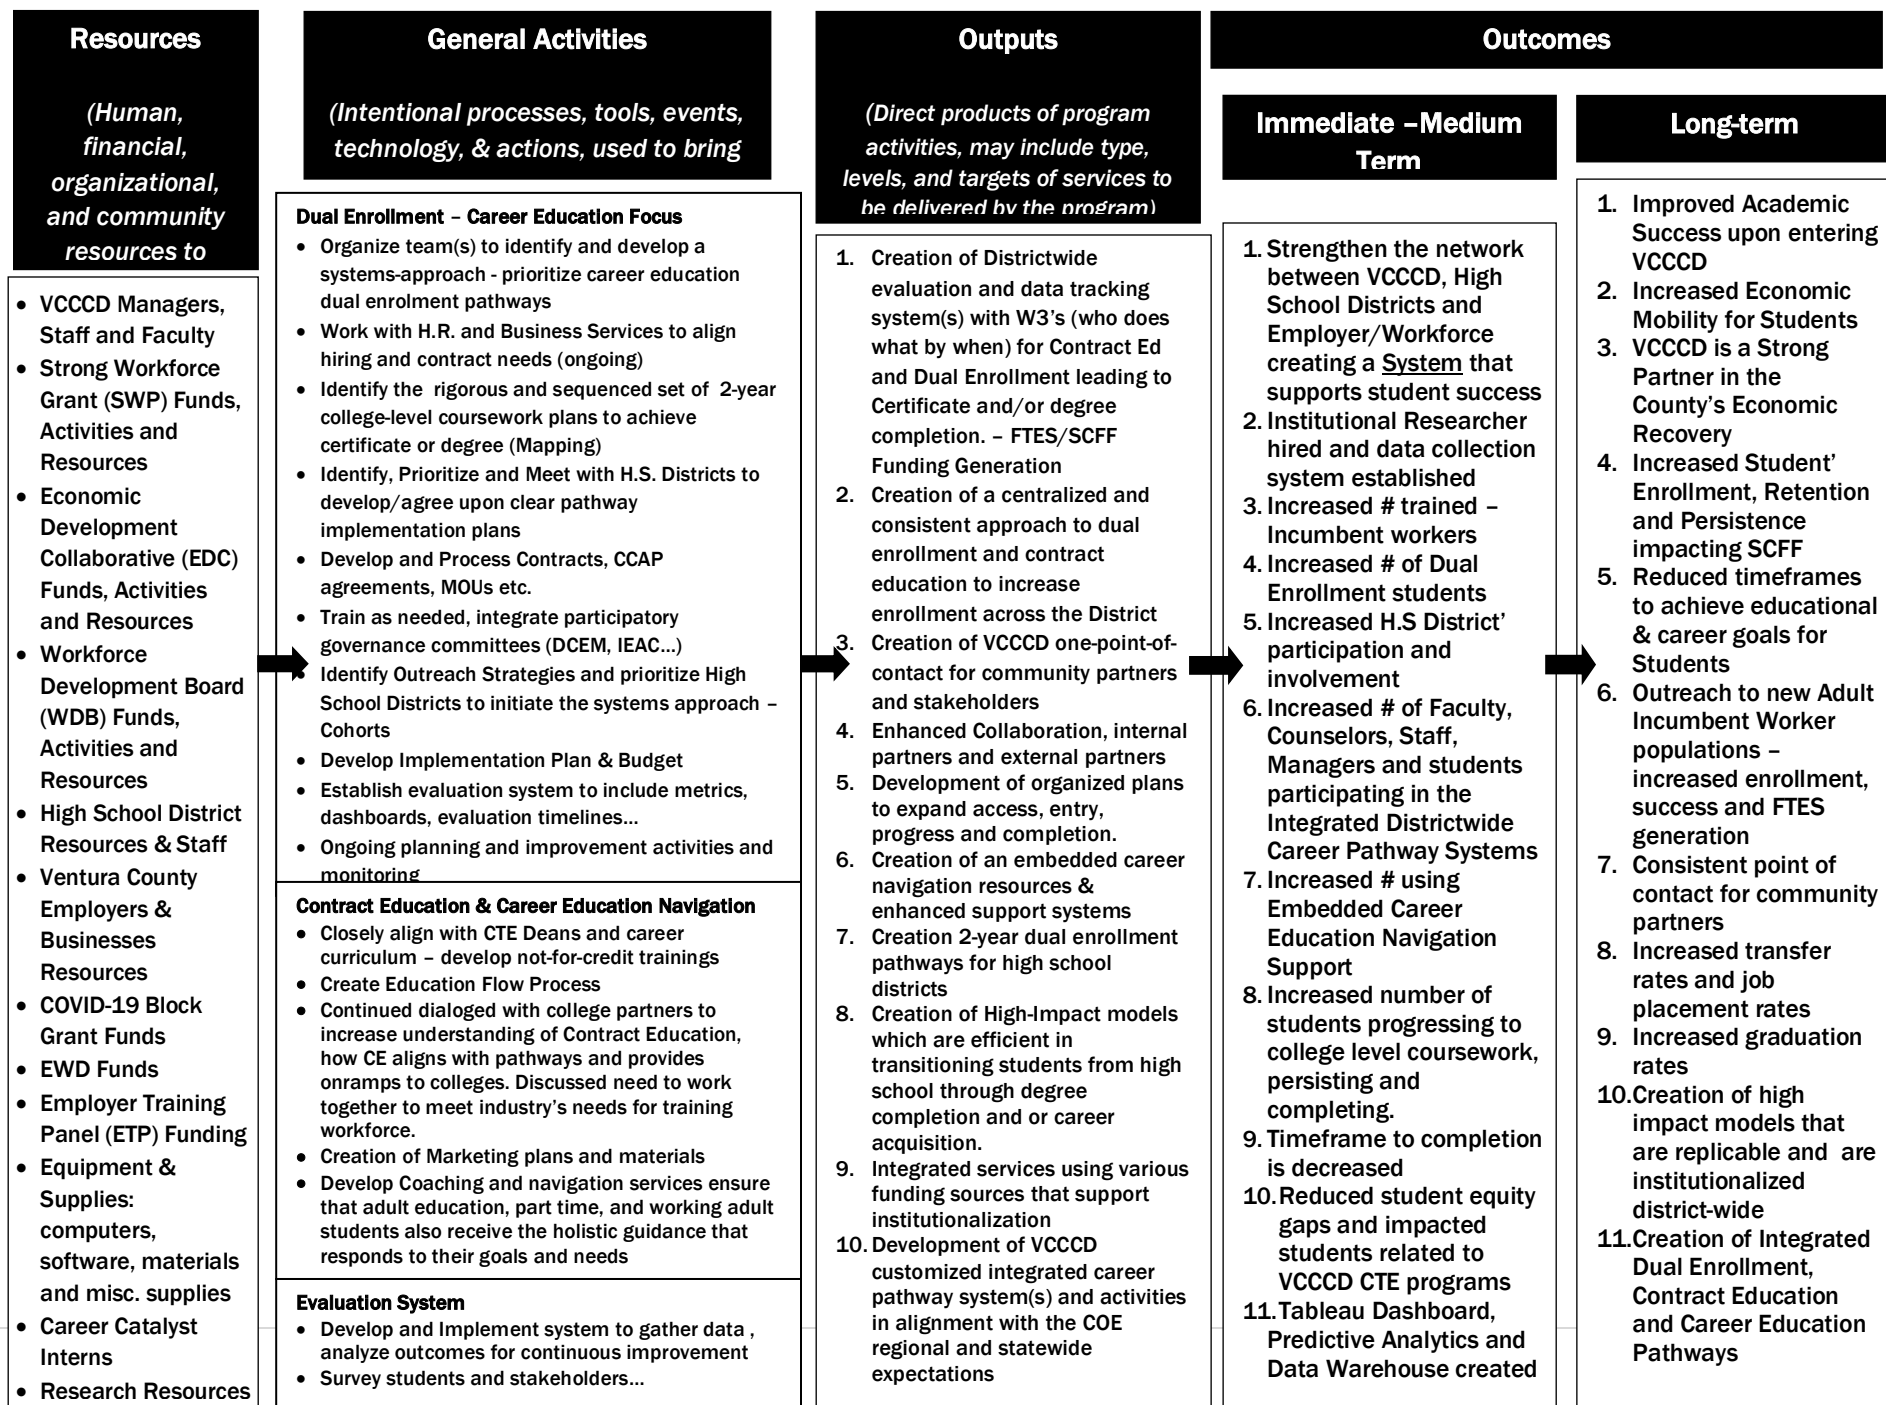 Resources
(Human,
financial,
organizational,
and community
resources to
• VCCCD Managers,
Staff and Faculty
• Strong Workforce
Grant (SWP) Funds,
Activities and
Resources
• Economic
Development
Collaborative (EDC)
Funds, Activities
and Resources
• Workforce
Development Board
(WDB) Funds,
Activities and
Resources
• High School District
Resources & Staff
• Ventura County
Employers &
Businesses
Resources
• COVID-19 Block
Grant Funds
• EWD Funds
• Employer Training
Panel (ETP) Funding
• Equipment &
Supplies:
computers,
software, materials
and misc. supplies
• Career Catalyst
Interns
• Research Resources
General Activities
(Intentional processes, tools, events,
technology, & actions, used to bring
Dual Enrollment – Career Education Focus
• Organize team(s) to identify and develop a
systems-approach - prioritize career education
dual enrolment pathways
• Work with H.R. and Business Services to align
hiring and contract needs (ongoing)
• Identify the rigorous and sequenced set of 2-year
college-level coursework plans to achieve
certificate or degree (Mapping)
• Identify, Prioritize and Meet with H.S. Districts to
develop/agree upon clear pathway
implementation plans
• Develop and Process Contracts, CCAP
agreements, MOUs etc.
• Train as needed, integrate participatory
governance committees (DCEM, IEAC...)
• Identify Outreach Strategies and prioritize High
School Districts to initiate the systems approach –
Cohorts
• Develop Implementation Plan & Budget
• Establish evaluation system to include metrics,
dashboards, evaluation timelines...
• Ongoing planning and improvement activities and
monitoring
Contract Education & Career Education Navigation
• Closely align with CTE Deans and career
curriculum – develop not-for-credit trainings
• Create Education Flow Process
• Continued dialoged with college partners to
increase understanding of Contract Education,
how CE aligns with pathways and provides
onramps to colleges. Discussed need to work
together to meet industry's needs for training
workforce.
• Creation of Marketing plans and materials
• Develop Coaching and navigation services ensure
that adult education, part time, and working adult
students also receive the holistic guidance that
responds to their goals and needs
Evaluation System
• Develop and Implement system to gather data ,
analyze outcomes for continuous improvement
• Survey students and stakeholders...
Outputs
(Direct products of program
activities, may include type,
levels, and targets of services to
be delivered by the program)
1. Creation of Districtwide
evaluation and data tracking
system(s) with W3's (who does
what by when) for Contract Ed
and Dual Enrollment leading to
Certificate and/or degree
completion. – FTES/SCFF
Funding Generation
2. Creation of a centralized and
consistent approach to dual
enrollment and contract
education to increase
enrollment across the District
3. Creation of VCCCD one-point-of-
contact for community partners
and stakeholders
4. Enhanced Collaboration, internal
partners and external partners
5. Development of organized plans
to expand access, entry,
progress and completion.
6. Creation of an embedded career
navigation resources &
enhanced support systems
7. Creation 2-year dual enrollment
pathways for high school
districts
8. Creation of High-Impact models
which are efficient in
transitioning students from high
school through degree
completion and or career
acquisition.
9. Integrated services using various
funding sources that support
institutionalization
10. Development of VCCCD
customized integrated career
pathway system(s) and activities
in alignment with the COE
regional and statewide
expectations
Outcomes
Immediate –Medium
Term
1. Strengthen the network
between VCCCD, High
School Districts and
Employer/Workforce
creating a System that
supports student success
2. Institutional Researcher
hired and data collection
system established
3. Increased # trained –
Incumbent workers
4. Increased # of Dual
Enrollment students
5. Increased H.S District'
participation and
involvement
6. Increased # of Faculty,
Counselors, Staff,
Managers and students
participating in the
Integrated Districtwide
Career Pathway Systems
7. Increased # using
Embedded Career
Education Navigation
Support
8. Increased number of
students progressing to
college level coursework,
persisting and
completing.
9. Timeframe to completion
is decreased
10. Reduced student equity
gaps and impacted
students related to
VCCCD CTE programs
11. Tableau Dashboard,
Predictive Analytics and
Data Warehouse created
Long-term
1. Improved Academic
Success upon entering
VCCCD
2. Increased Economic
Mobility for Students
3. VCCCD is a Strong
Partner in the
County's Economic
Recovery
4. Increased Student'
Enrollment, Retention
and Persistence
impacting SCFF
5. Reduced timeframes
to achieve educational
& career goals for
Students
6. Outreach to new Adult
Incumbent Worker
populations –
increased enrollment,
success and FTES
generation
7. Consistent point of
contact for community
partners
8. Increased transfer
rates and job
placement rates
9. Increased graduation
rates
10. Creation of high
impact models that
are replicable and are
institutionalized
district-wide
11. Creation of Integrated
Dual Enrollment,
Contract Education
and Career Education
Pathways